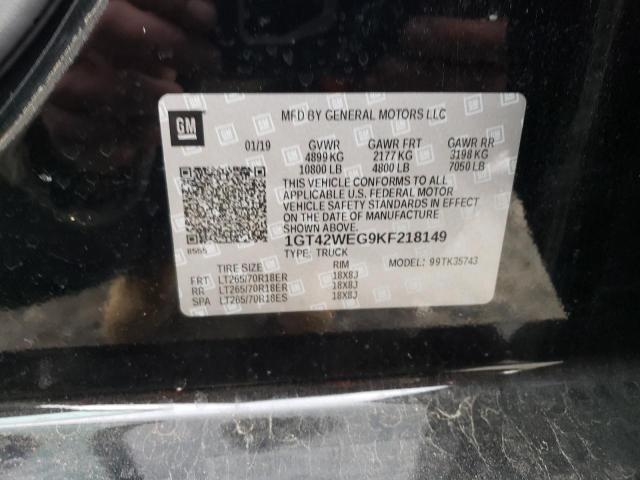 GM
MFD BY GENERAL MOTORS LLC
01/19 GVWR GAWR FRT GAWR RR
4899 KG 2177 KG 3198 KG
10800 LB 4800 LB 7050 LB
THIS VEHICLE CONFORMS TO ALL
APPLICABLE U.S. FEDERAL MOTOR
VEHICLE SAFETY STANDARDS IN EFFECT
ON THE DATE OF MANUFACTURE
SHOWN ABOVE.
8555 1GT42WEG9KF218149
TYPE: TRUCK MODEL: 99TK35743
TIRE SIZE RIM
FRT LT265/70R18ER 18X8J
RR LT265/70R18ER 18X8J
SPA LT265/70R18ES 18X8J